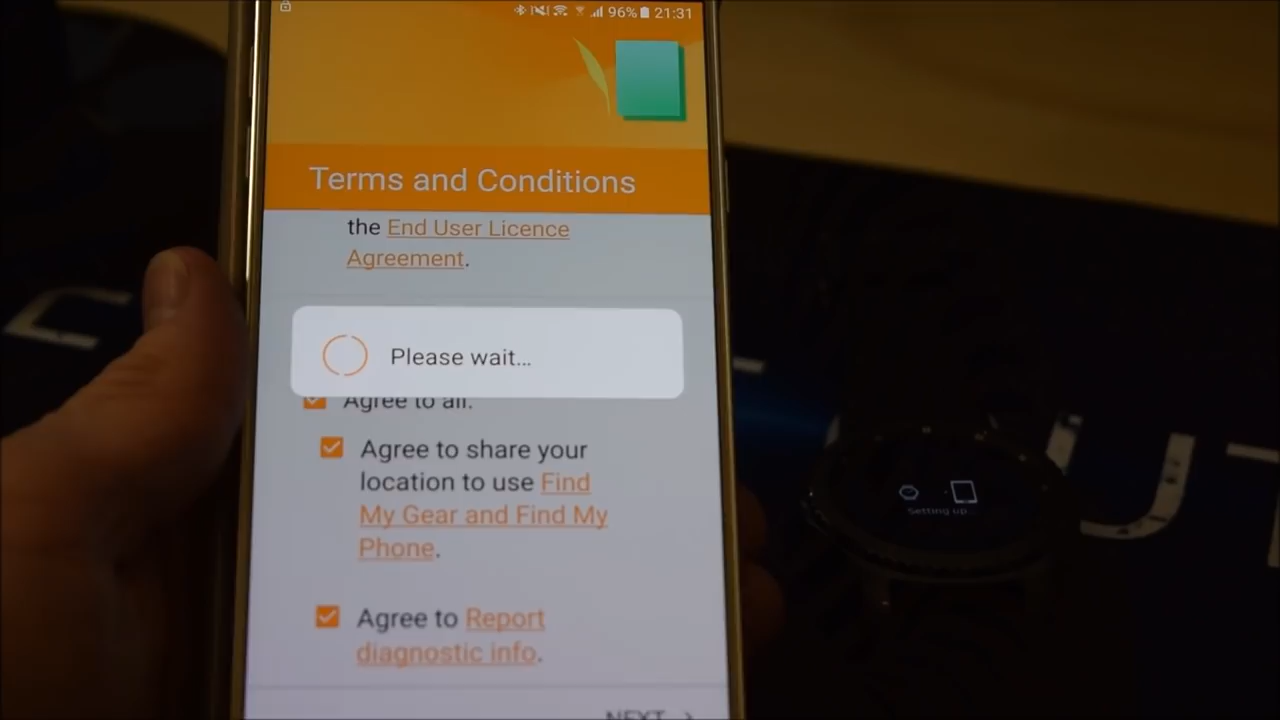 96% 21:31
Terms and Conditions
the End User Licence
Agreement.
Please wait...
Agree to all.
Agree to share your
location to use Find
My Gear and Find My
Phone.
Agree to Report
diagnostic info.
NEXT
Setting up...